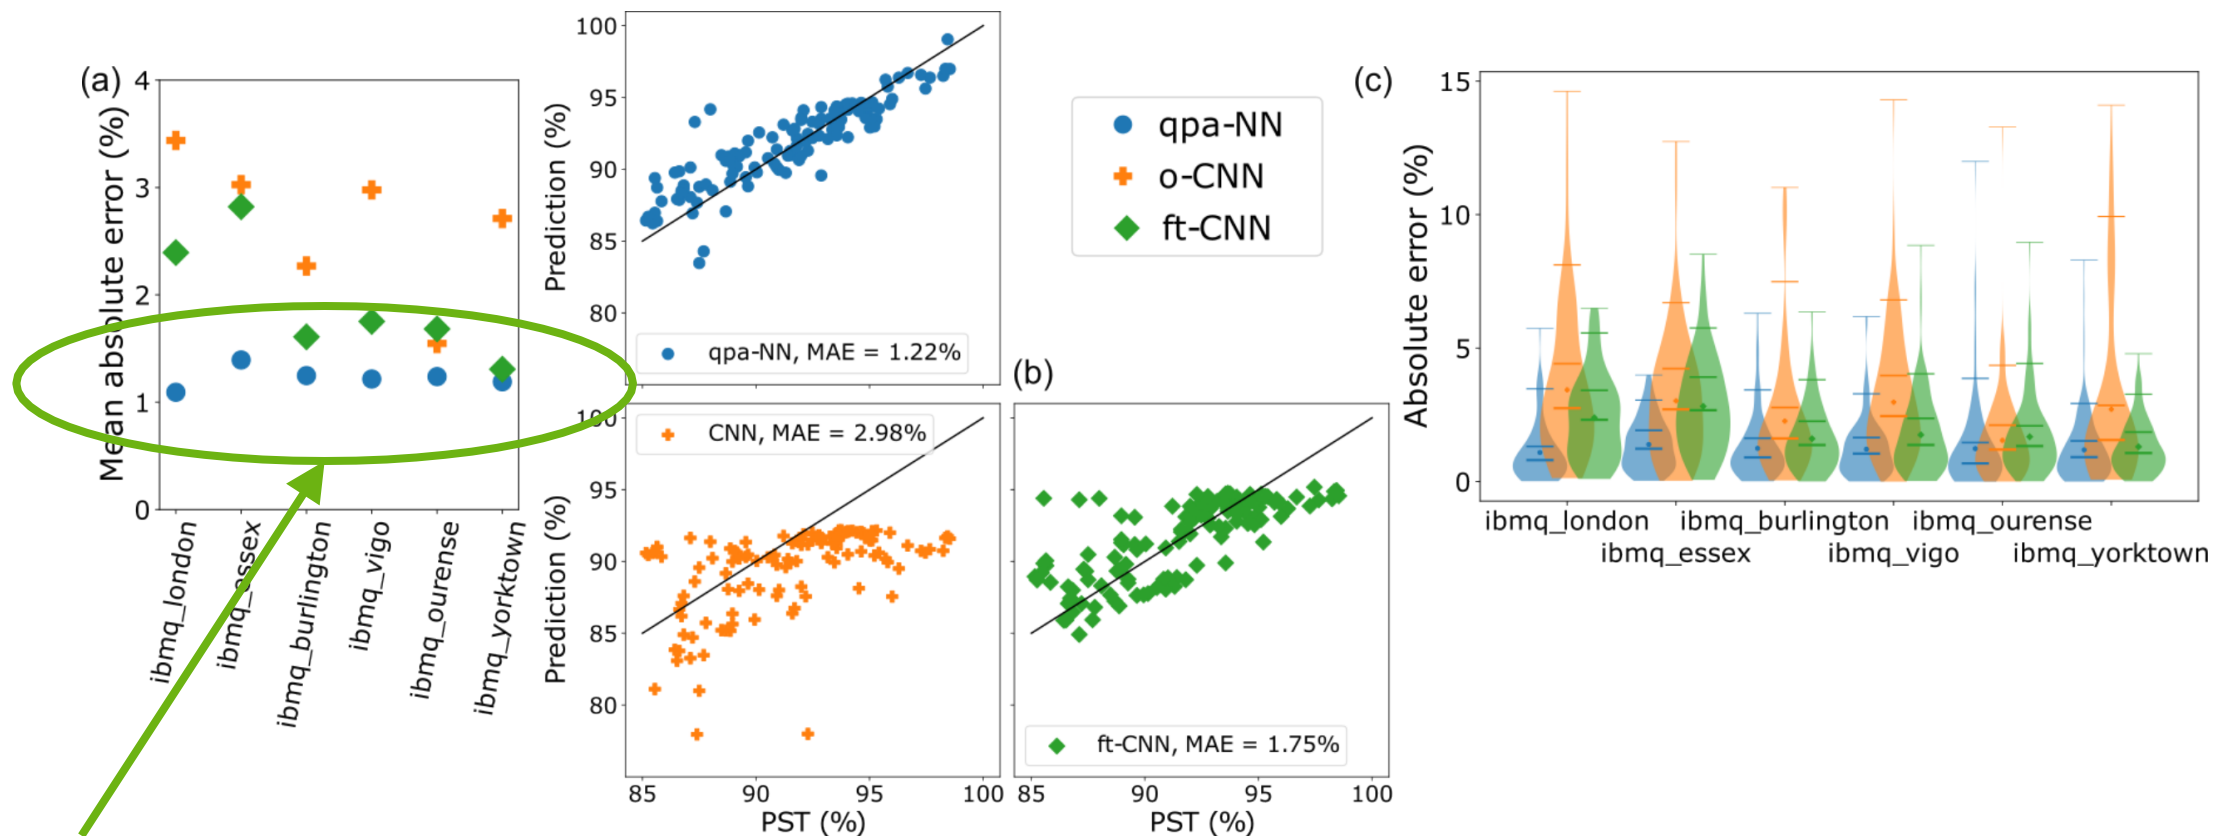 (a)
Mean absolute error (%)
4
3
2
1
0
ibmq_london
ibmq_essex
ibmq_burlington
ibmq_vigo
ibmq_ourense
ibmq_yorktown
Prediction (%)
100
95
90
85
80
qpa-NN, MAE = 1.22%
qpa-NN
o-CNN
ft-CNN
(b)
Prediction (%)
100
95
90
85
80
CNN, MAE = 2.98%
85
90
95
100
PST (%)
ft-CNN, MAE = 1.75%
85
90
95
100
PST (%)
(c)
Absolute error (%)
15
10
5
0
ibmq_london
ibmq_essex
ibmq_burlington
ibmq_vigo
ibmq_ourense
ibmq_yorktown